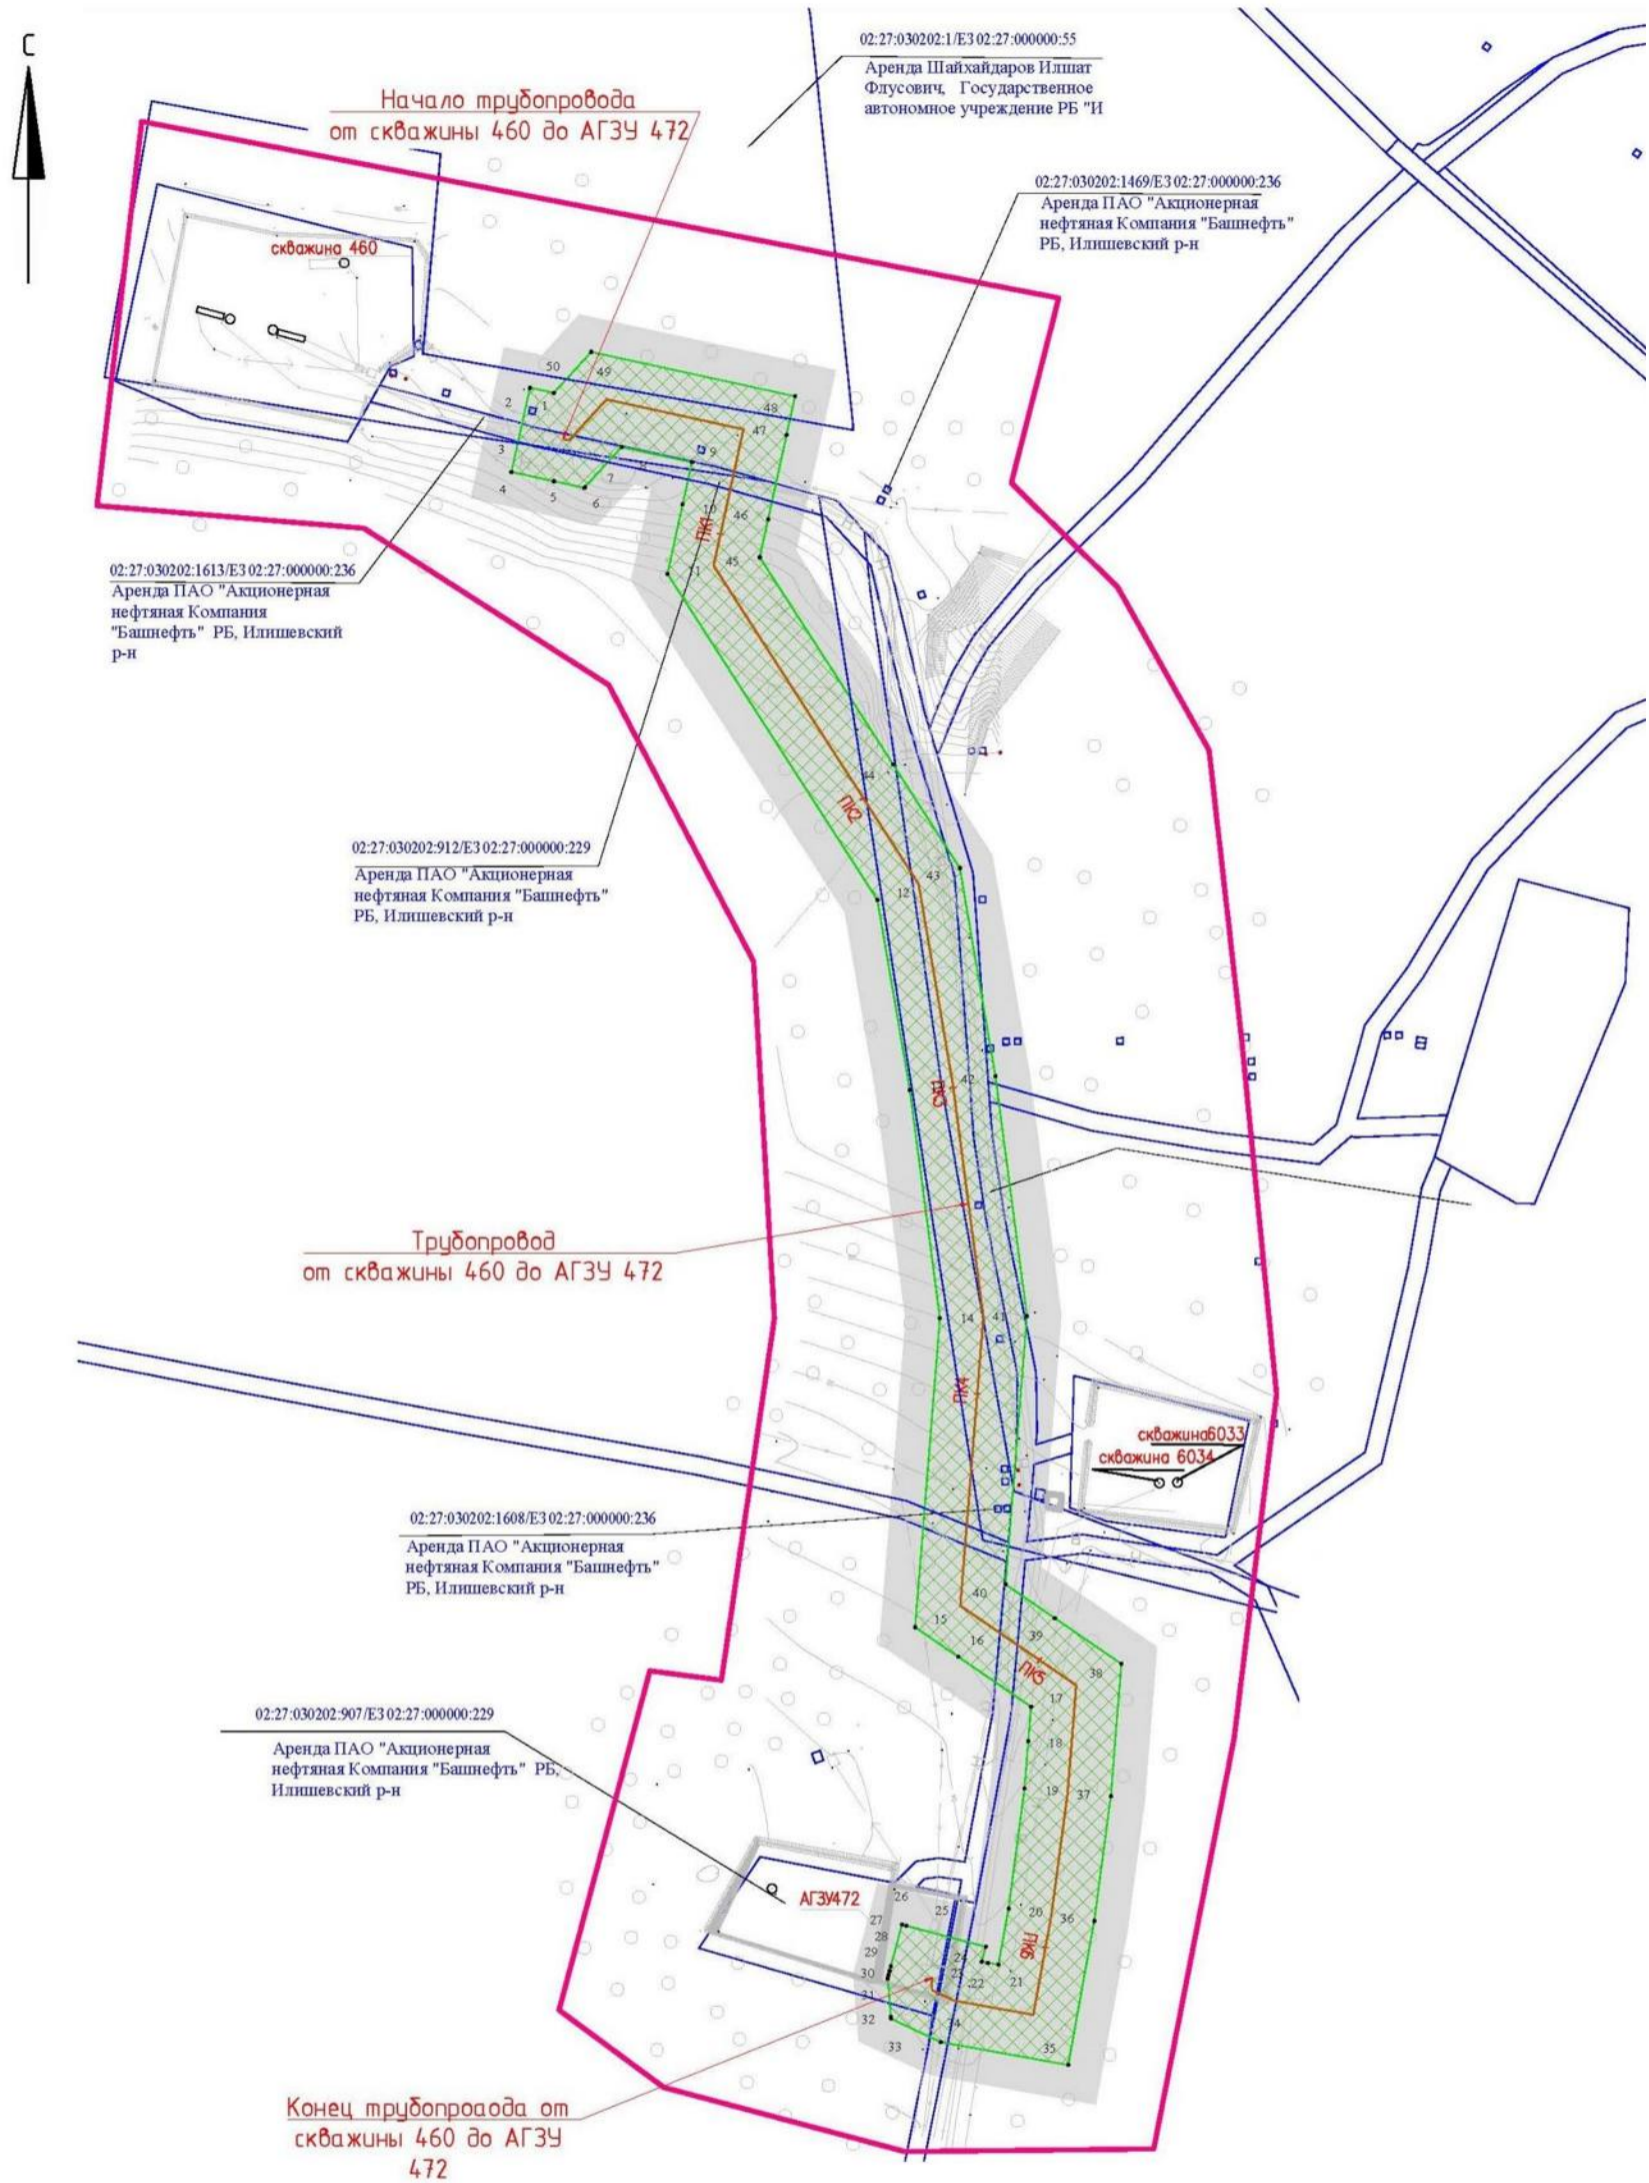 С
02:27:030202:1/ЕЗ 02:27:000000:55
Аренда Шайхайдаров Илшат
Флусович, Государственное
автономное учреждение РБ "И
Начало трубопровода
от скважины 460 до АГЗУ 472
02:27:030202:1469/ЕЗ 02:27:000000:236
Аренда ПАО "Акционерная
нефтяная Компания "Башнефть"
РБ, Илишевский р-н
скважина 460
50
49
2
1
48
47
3
9
4
5
6
7
8
10
46
ПК1
45
11
02:27:030202:1613/ЕЗ 02:27:000000:236
Аренда ПАО "Акционерная
нефтяная Компания
"Башнефть" РБ, Илишевский
р-н
44
ПК2
02:27:030202:912/ЕЗ 02:27:000000:229
Аренда ПАО "Акционерная
нефтяная Компания "Башнефть"
РБ, Илишевский р-н
43
12
42
ПК3
Трубопровод
от скважины 460 до АГЗУ 472
14
41
ПК4
скважина6033
скважина 6034
02:27:030202:1608/ЕЗ 02:27:000000:236
Аренда ПАО "Акционерная
нефтяная Компания "Башнефть"
РБ, Илишевский р-н
40
15
39
16
ПК5
38
17
02:27:030202:907/ЕЗ 02:27:000000:229
Аренда ПАО "Акционерная
нефтяная Компания "Башнефть" РБ,
Илишевский р-н
18
19
37
АГЗУ472
26
25
27
20
36
28
ПК6
29
24
30
23
22
21
31
32
34
33
35
Конец трубопроаода от
скважины 460 до АГЗУ
472